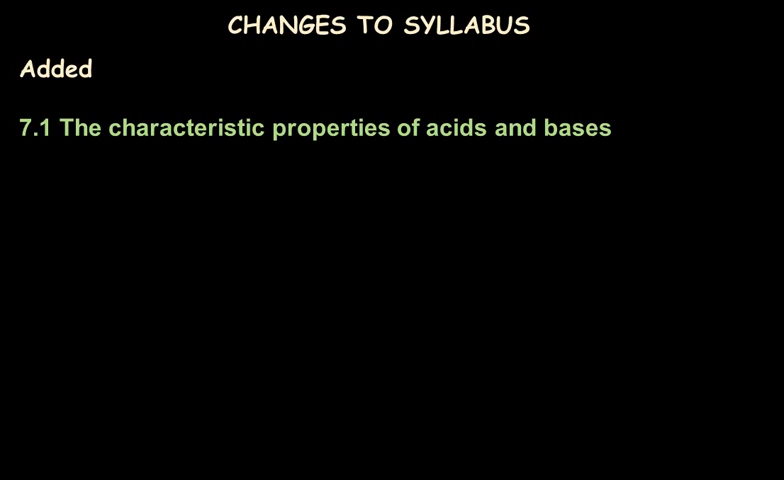 CHANGES TO SYLLABUS
Added
7.1 The characteristic properties of acids and bases